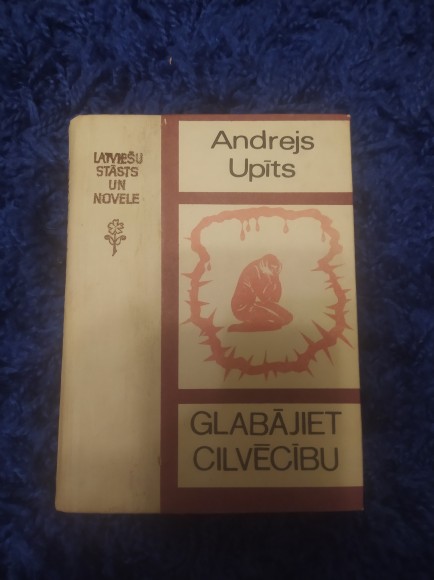 LATVIEŠU
STĀSTS
UN
NOVELE
Andrejs
Upīts
GLABĀJIET
CILVĒCĪBU